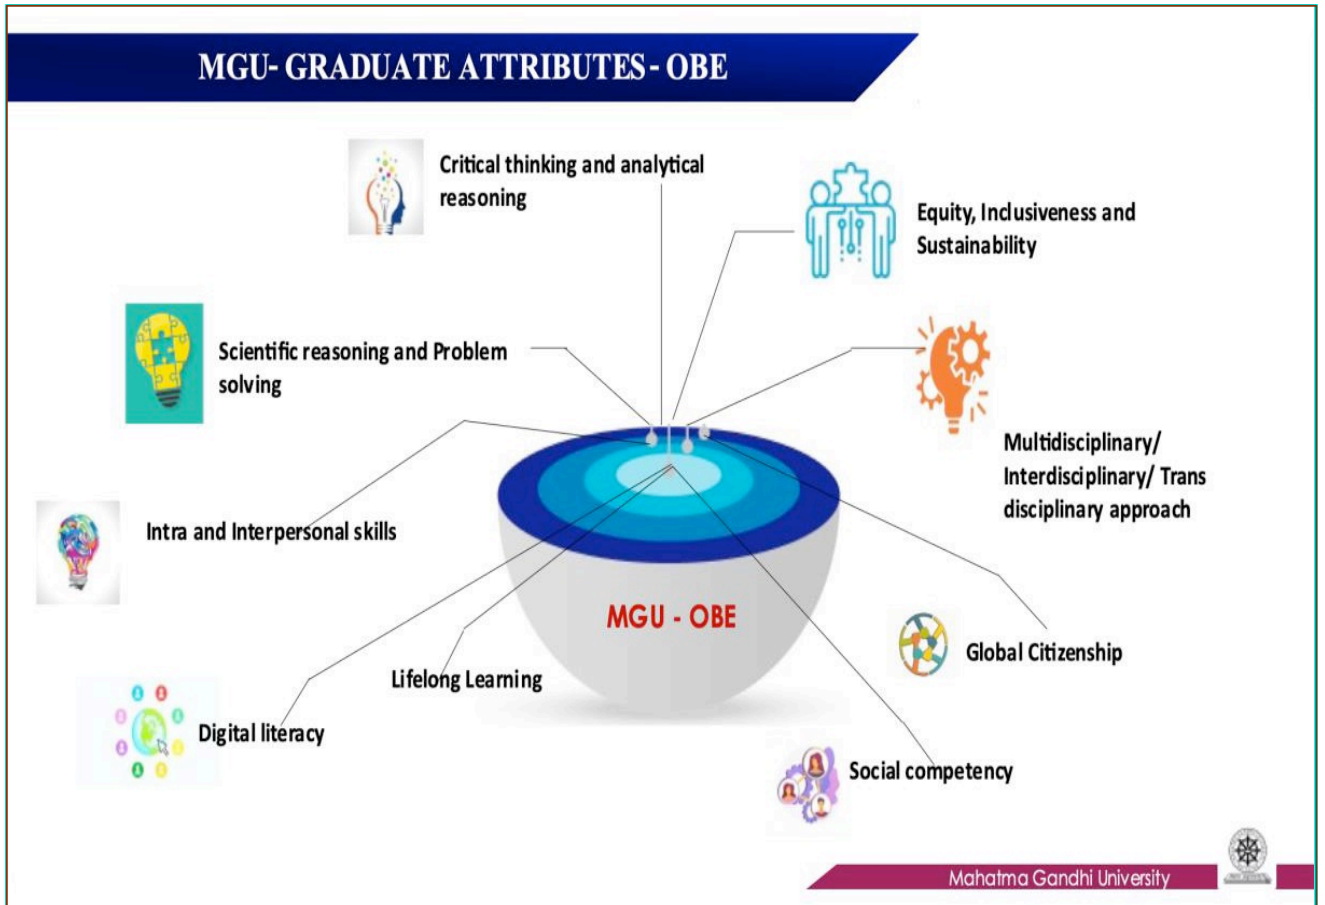 MGU- GRADUATE ATTRIBUTES - OBE
Critical thinking and analytical
reasoning
Equity, Inclusiveness and
Sustainability
Scientific reasoning and Problem
solving
Multidisciplinary/
Interdisciplinary/ Trans
disciplinary approach
Intra and Interpersonal skills
MGU - OBE
Global Citizenship
Lifelong Learning
Digital literacy
Social competency
Mahatma Gandhi University